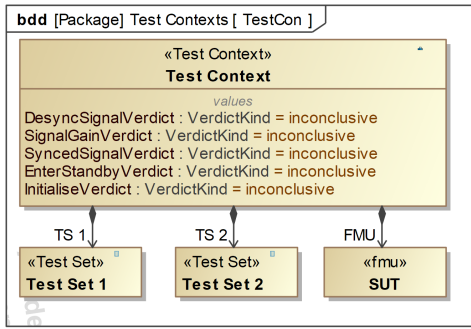 bdd [Package] Test Contexts [ TestCon ]
«Test Context»
Test Context
values
DesyncSignalVerdict : VerdictKind = inconclusive
SignalGainVerdict : VerdictKind = inconclusive
SyncedSignalVerdict : VerdictKind = inconclusive
EnterStandbyVerdict : VerdictKind = inconclusive
InitialiseVerdict : VerdictKind = inconclusive
TS 1
TS 2
FMU
«Test Set»
Test Set 1
«Test Set»
Test Set 2
«fmu»
SUT